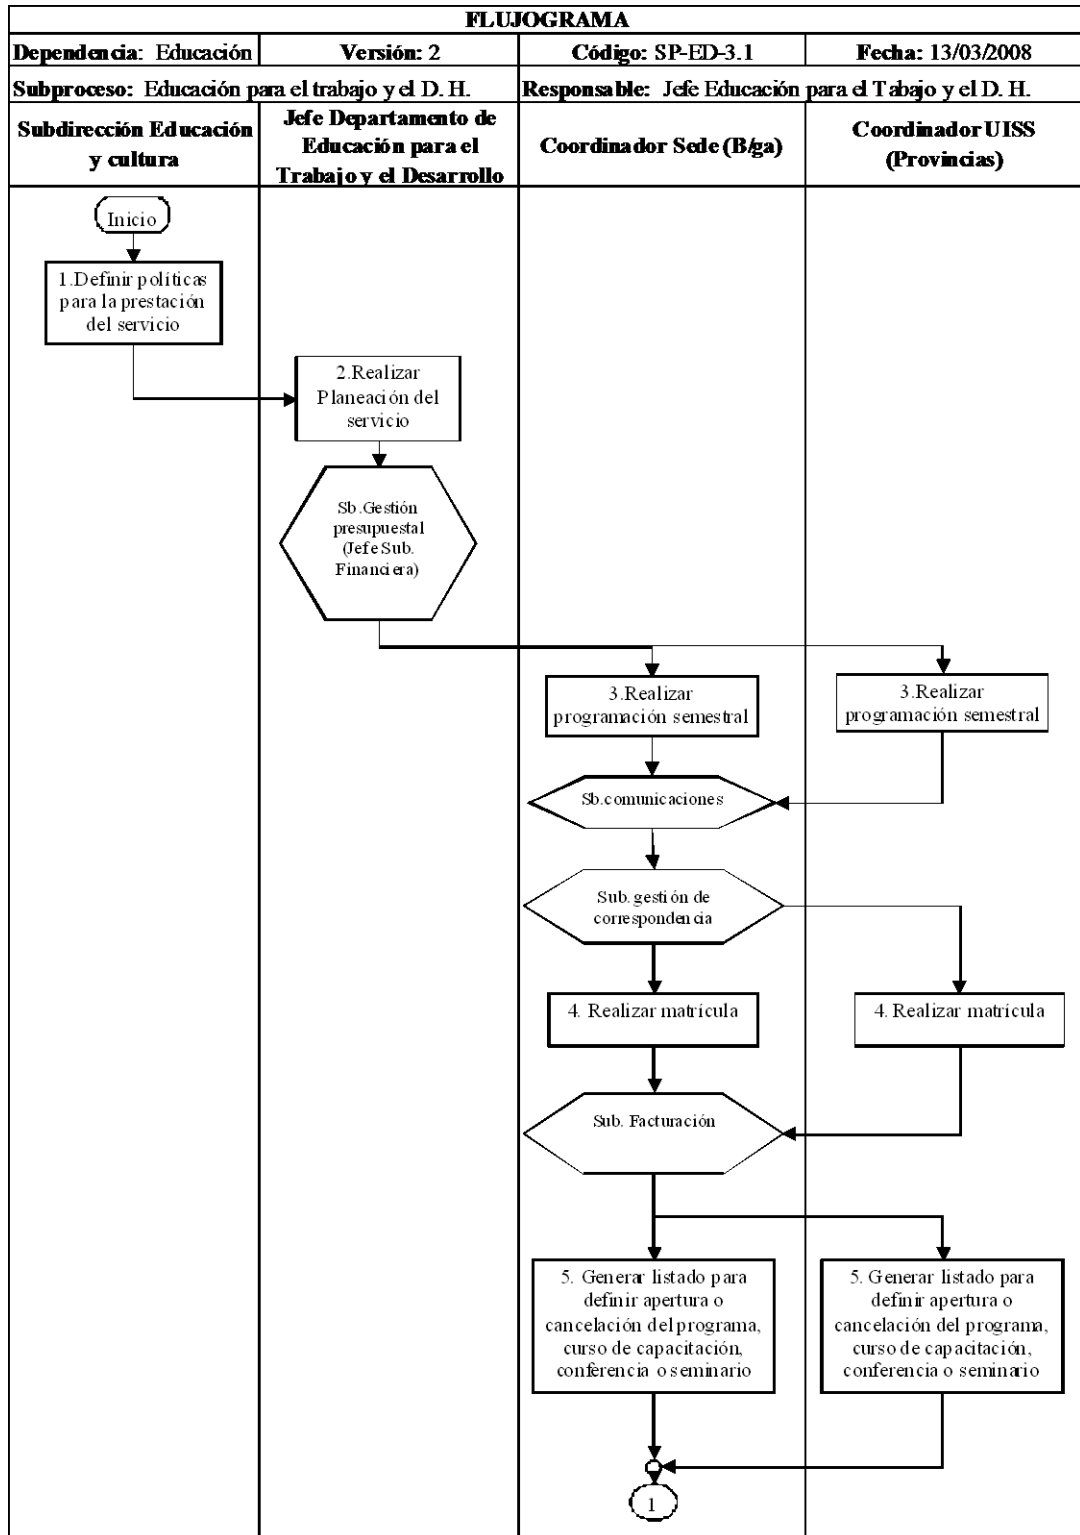 FLUJOGRAMA
Dependencia: Educación
Versión: 2
Código: SP-ED-3.1
Fecha: 13/03/2008
Subproceso: Educación para el trabajo y el D. H.
Responsable: Jefe Educación para el Tabajo y el D. H.
Subdirección Educación
y cultura
Jefe Departamento de
Educación para el
Trabajo y el Desarrollo
Coordinador Sede (B/ga)
Coordinador UISS
(Provincias)
Inicio
1.Definir políticas
para la prestación
del servicio
2.Realizar
Planeación del
servicio
Sb.Gestión
presupuestal
(Jefe Sub.
Financiera)
3.Realizar
programación semestral
3.Realizar
programación semestral
Sb.comunicaciones
Sub. gestión de
correspondencia
4. Realizar matrícula
4. Realizar matrícula
Sub. Facturación
5. Generar listado para
definir apertura o
cancelación del programa,
curso de capacitación,
conferencia o seminario
5. Generar listado para
definir apertura o
cancelación del programa,
curso de capacitación,
conferencia o seminario
1